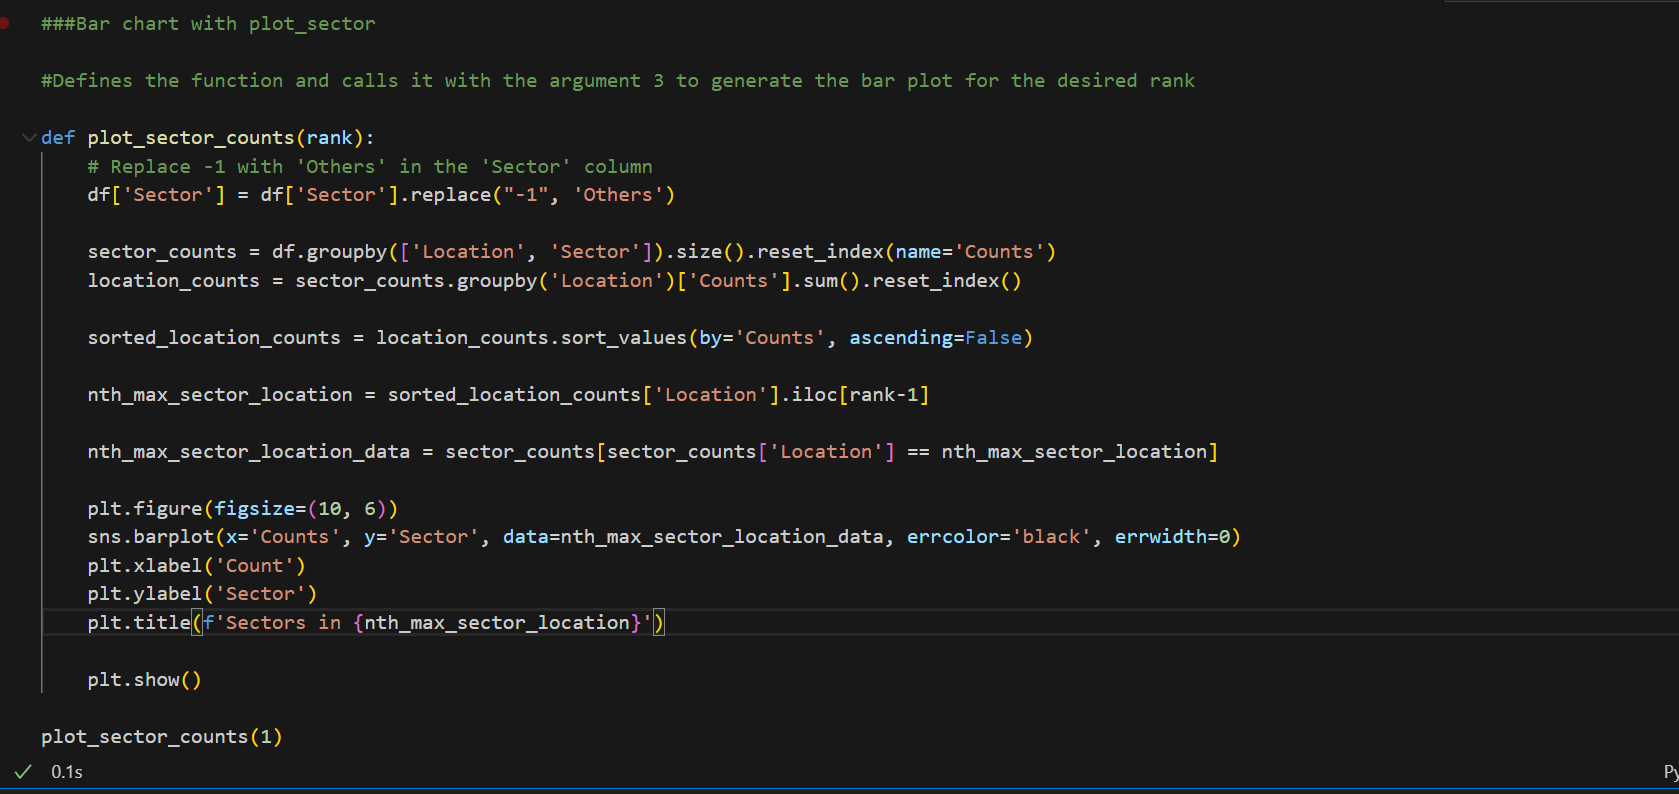 ###Bar chart with plot_sector
#Defines the function and calls it with the argument 3 to generate the bar plot for the desired rank
def plot_sector_counts(rank):
    # Replace -1 with 'Others' in the 'Sector' column
    df['Sector'] = df['Sector'].replace("-1", 'Others')
    sector_counts = df.groupby(['Location', 'Sector']).size().reset_index(name='Counts')
    location_counts = sector_counts.groupby('Location')['Counts'].sum().reset_index()
    sorted_location_counts = location_counts.sort_values(by='Counts', ascending=False)
    nth_max_sector_location = sorted_location_counts['Location'].iloc[rank-1]
    nth_max_sector_location_data = sector_counts[sector_counts['Location'] == nth_max_sector_location]
    plt.figure(figsize=(10, 6))
    sns.barplot(x='Counts', y='Sector', data=nth_max_sector_location_data, errcolor='black', errwidth=0)
    plt.xlabel('Count')
    plt.ylabel('Sector')
    plt.title(f'Sectors in {nth_max_sector_location}')
    plt.show()
plot_sector_counts(1)
0.1s